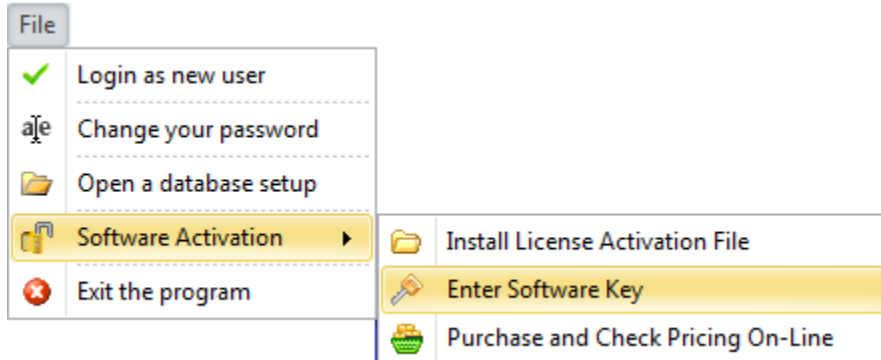 File
Login as new user
Change your password
Open a database setup
Software Activation
Install License Activation File
Exit the program
Enter Software Key
Purchase and Check Pricing On-Line